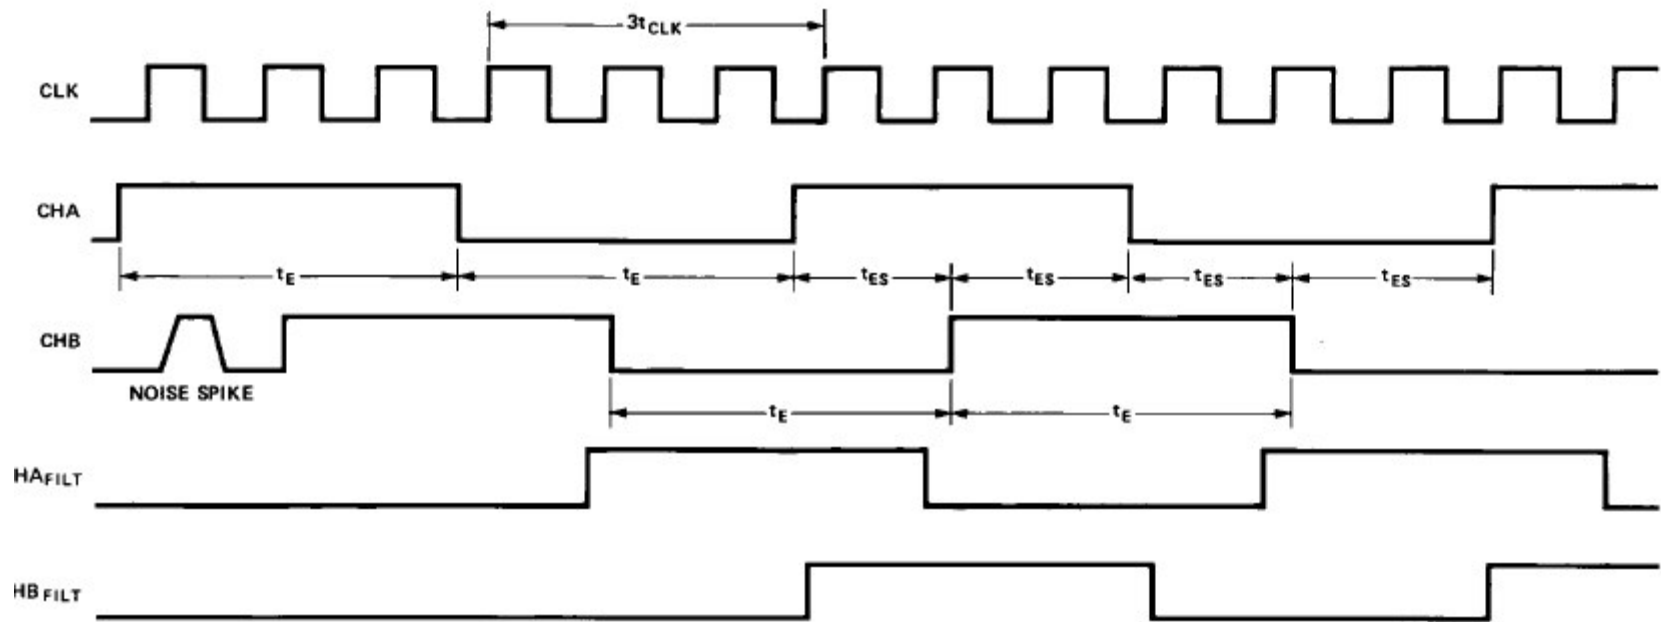 3tCLK
CLK
CHA
tE tE tES tES tES tES
CHB
NOISE SPIKE
tE tE
HAFILT
HBFILT